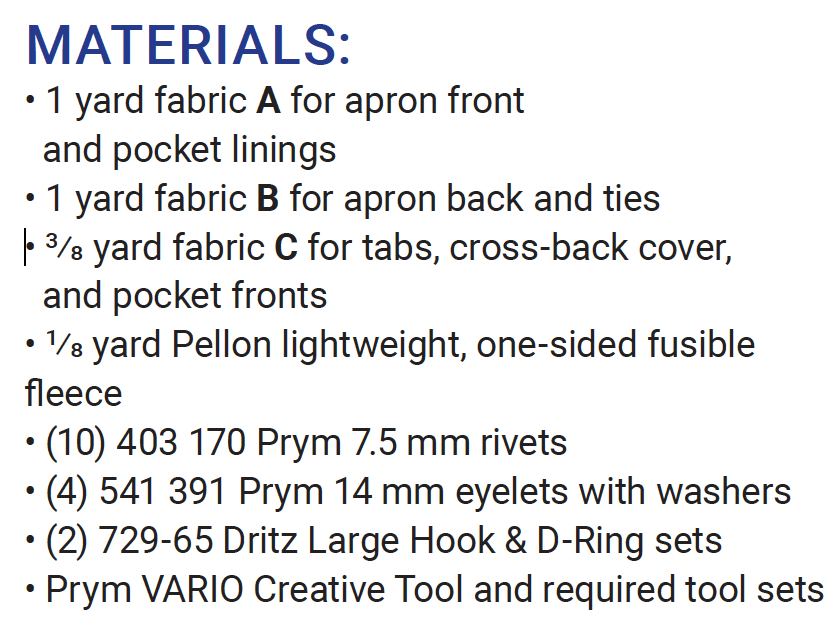 MATERIALS:
• 1 yard fabric A for apron front
and pocket linings
• 1 yard fabric B for apron back and ties
• ³⁄₈ yard fabric C for tabs, cross-back cover,
and pocket fronts
• ¹⁄₈ yard Pellon lightweight, one-sided fusible
fleece
• (10) 403 170 Prym 7.5 mm rivets
• (4) 541 391 Prym 14 mm eyelets with washers
• (2) 729-65 Dritz Large Hook & D-Ring sets
• Prym VARIO Creative Tool and required tool sets